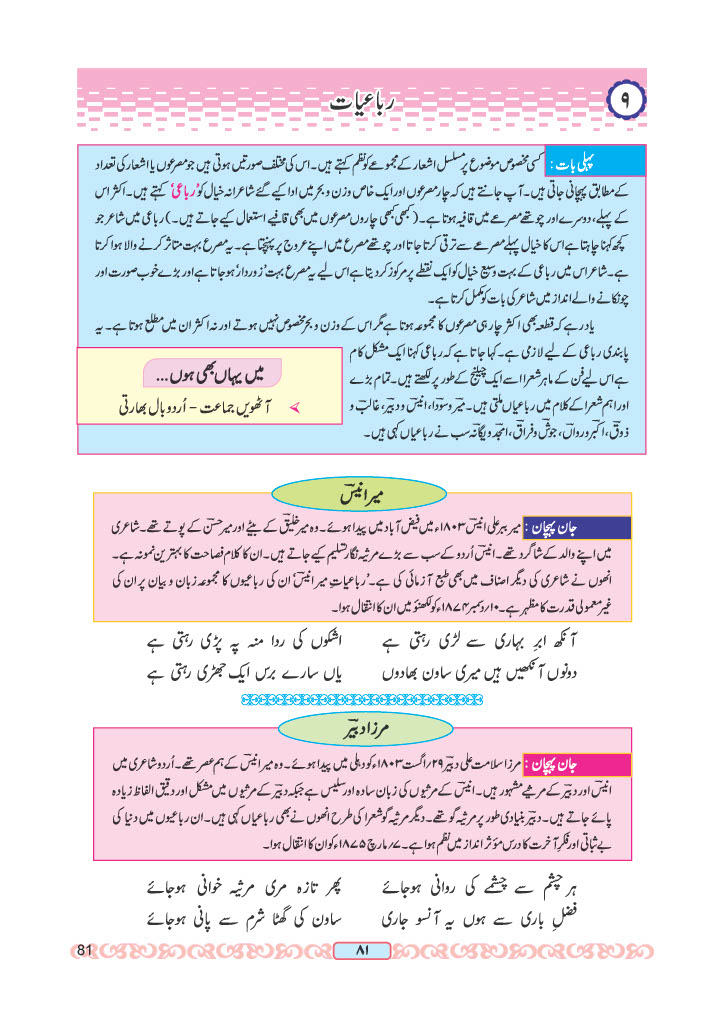 ۹
رباعیات
پہلی بات : کسی مخصوص موضوع پر مسلسل اشعار کے مجموعے کو نظم کہتے ہیں۔ اس کی مختلف صورتیں ہوتی ہیں جو مصرعوں یا اشعار کی تعداد
کے مطابق پہچانی جاتی ہیں۔ آپ جانتے ہیں کہ چار مصرعوں اور ایک خاص وزن و بحر میں ادا کیے گئے شاعرانہ خیال کو 'رباعی' کہتے ہیں۔ اکثر اس
کے پہلے، دوسرے اور چوتھے مصرعے میں قافیہ ہوتا ہے۔ (کبھی کبھی چاروں مصرعوں میں بھی قافیے استعمال کیے جاتے ہیں۔) رباعی میں شاعر جو
کچھ کہنا چاہتا ہے اس کا خیال پہلے مصرعے سے ترقی کرتا جاتا اور چوتھے مصرع میں اپنے عروج پر پہنچتا ہے۔ یہ مصرع بہت متاثر کرنے والا ہوا کرتا
ہے۔ شاعر اس میں رباعی کے بہت وسیع خیال کو ایک نقطے پر مرکوز کر دیتا ہے اس لیے یہ مصرع بہت 'زوردار' ہو جاتا ہے اور بڑے خوب صورت اور
چونکانے والے انداز میں شاعر کی بات کو مکمل کرتا ہے۔
یاد رہے کہ قطعہ بھی اکثر چار ہی مصرعوں کا مجموعہ ہوتا ہے مگر اس کے وزن و بحر مخصوص نہیں ہوتے اور نہ اکثر ان میں مطلع ہوتا ہے۔ یہ
پابندی رباعی کے لیے لازمی ہے۔ کہا جاتا ہے کہ رباعی کہنا ایک مشکل کام
ہے اس لیے فن کے ماہر شعرا اسے ایک چیلنج کے طور پر لکھتے ہیں۔ تمام بڑے
اور اہم شعرا کے کلام میں رباعیاں ملتی ہیں۔ میر و سودا، انیس و دبیر، غالب و
ذوق، اکبر و رواں، جوش و فراق، امجد و یگانہ سب نے رباعیاں کہی ہیں۔
میں یہاں بھی ہوں...
➢ آٹھویں جماعت - اُردو بال بھارتی
میر انیسؔ
جان پہچان : میر ببر علی انیسؔ ۱۸۰۳ء میں فیض آباد میں پیدا ہوئے۔ وہ میر خلیقؔ کے بیٹے اور میر حسنؔ کے پوتے تھے۔ شاعری
میں اپنے والد کے شاگرد تھے۔ انیسؔ اُردو کے سب سے بڑے مرثیہ نگار تسلیم کیے جاتے ہیں۔ ان کا کلام فصاحت کا بہترین نمونہ ہے۔
انھوں نے شاعری کی دیگر اصناف میں بھی طبع آزمائی کی ہے۔ 'رباعیاتِ میر انیسؔ' ان کی رباعیوں کا مجموعہ زبان و بیان پر ان کی
غیر معمولی قدرت کا مظہر ہے۔ ۱۰؍دسمبر ۱۸۷۴ء کو لکھنؤ میں ان کا انتقال ہوا۔
آنکھ ابرِ بہاری سے لڑی رہتی ہے اشکوں کی ردا منہ پہ پڑی رہتی ہے
دونوں آنکھیں ہیں میری ساون بھادوں یاں سارے برس ایک جھڑی رہتی ہے
مرزا دبیرؔ
جان پہچان : مرزا سلامت علی دبیرؔ ۲۹؍اگست ۱۸۰۳ء کو دہلی میں پیدا ہوئے۔ وہ میر انیسؔ کے ہم عصر تھے۔ اُردو شاعری میں
انیسؔ اور دبیرؔ کے مرثیے مشہور ہیں۔ انیسؔ کے مرثیوں کی زبان سادہ اور سلیس ہے جبکہ دبیرؔ کے مرثیوں میں مشکل اور دقیق الفاظ زیادہ
پائے جاتے ہیں۔ دبیرؔ بنیادی طور پر مرثیہ گو تھے۔ دیگر مرثیہ گو شعرا کی طرح انھوں نے بھی رباعیاں کہی ہیں۔ ان رباعیوں میں دنیا کی
بے ثباتی اور فکرِ آخرت کا درس مؤثر انداز میں نظم ہوا ہے۔ ۷؍مارچ ۱۸۷۵ء کو ان کا انتقال ہوا۔
ہر چشم سے چشمے کی روانی ہوجائے پھر تازہ مری مرثیہ خوانی ہوجائے
فضلِ باری سے ہوں یہ آنسو جاری ساون کی گھٹا شرم سے پانی ہوجائے
81
۸۱